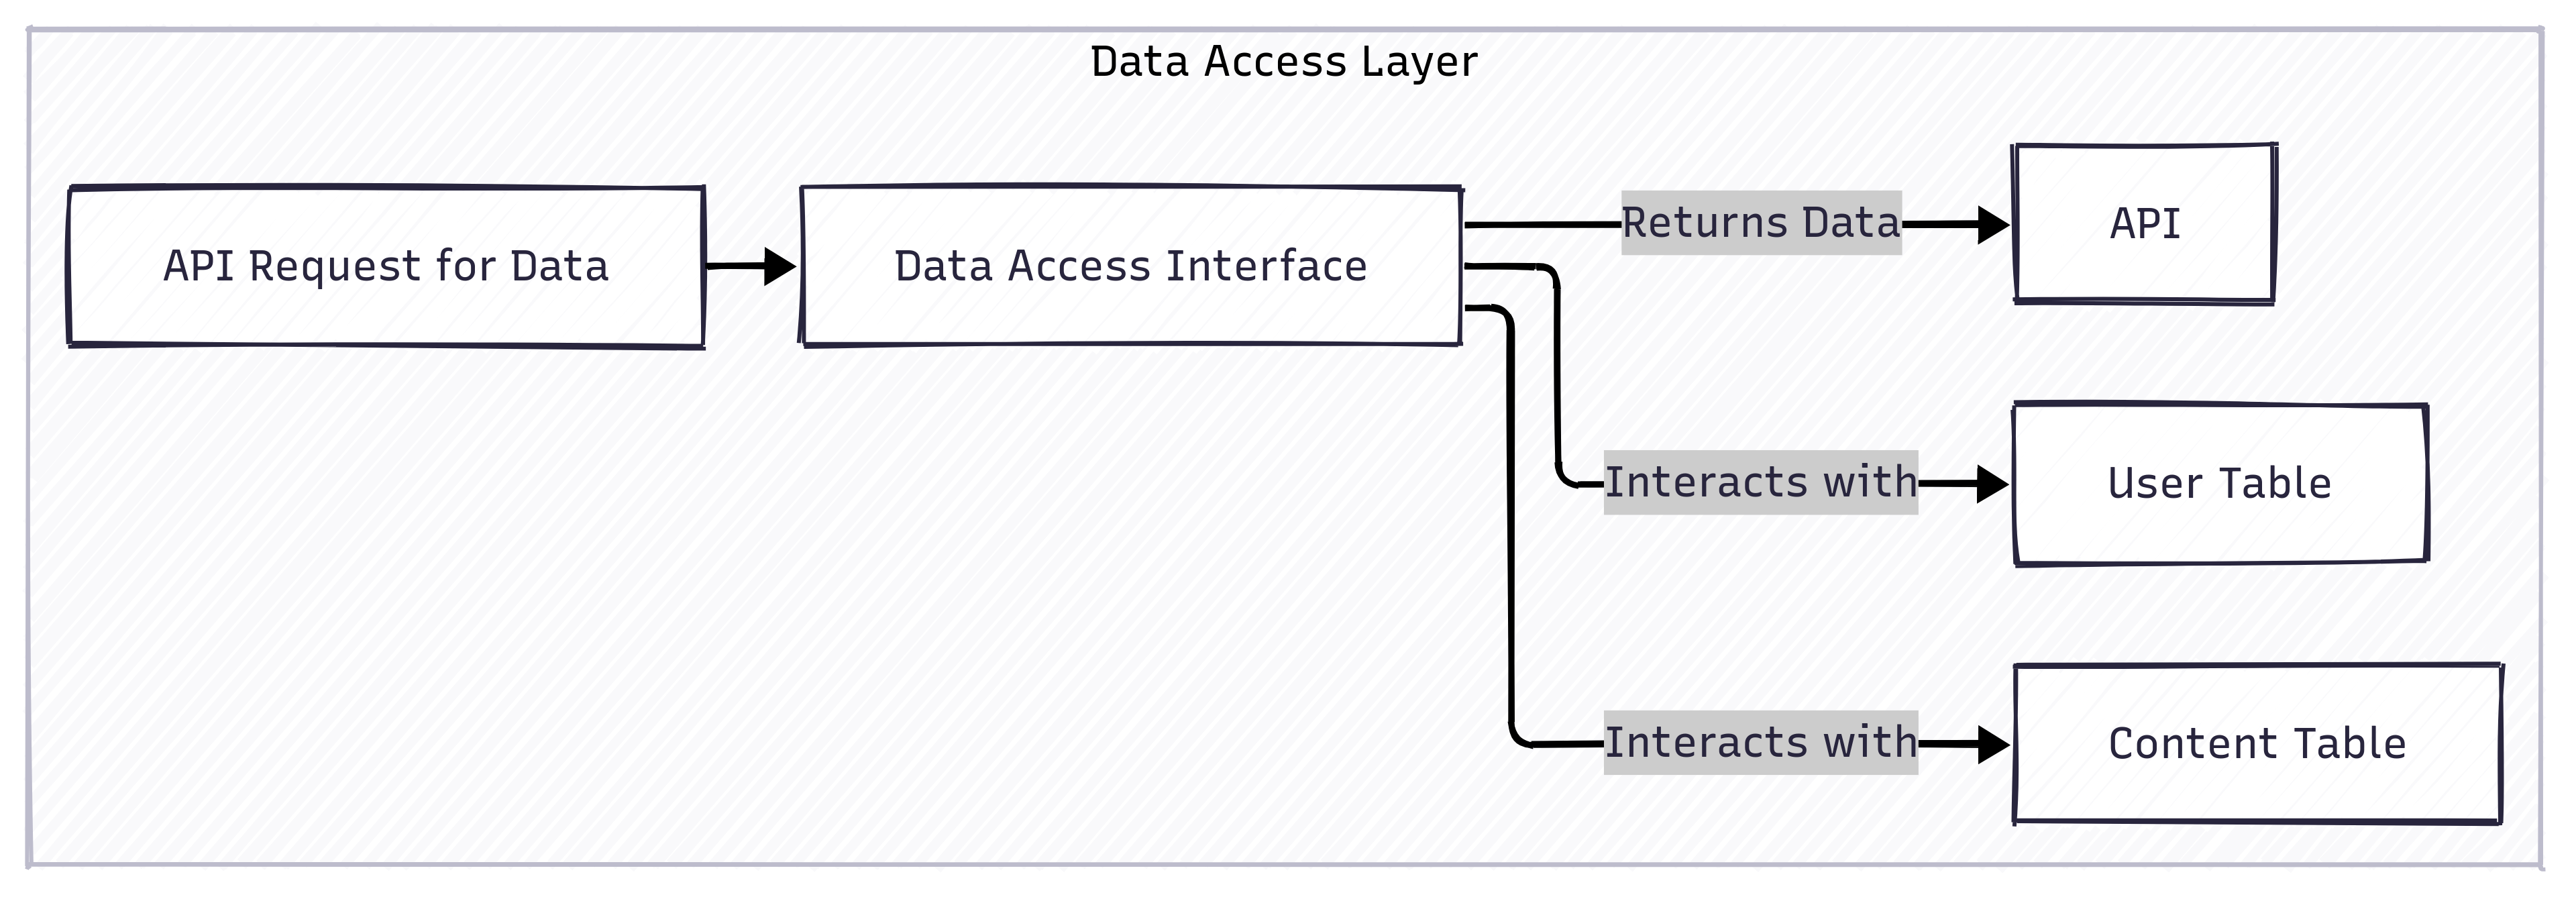 Data Access Layer
API Request for Data
Data Access Interface
Returns Data
API
Interacts with
User Table
Interacts with
Content Table